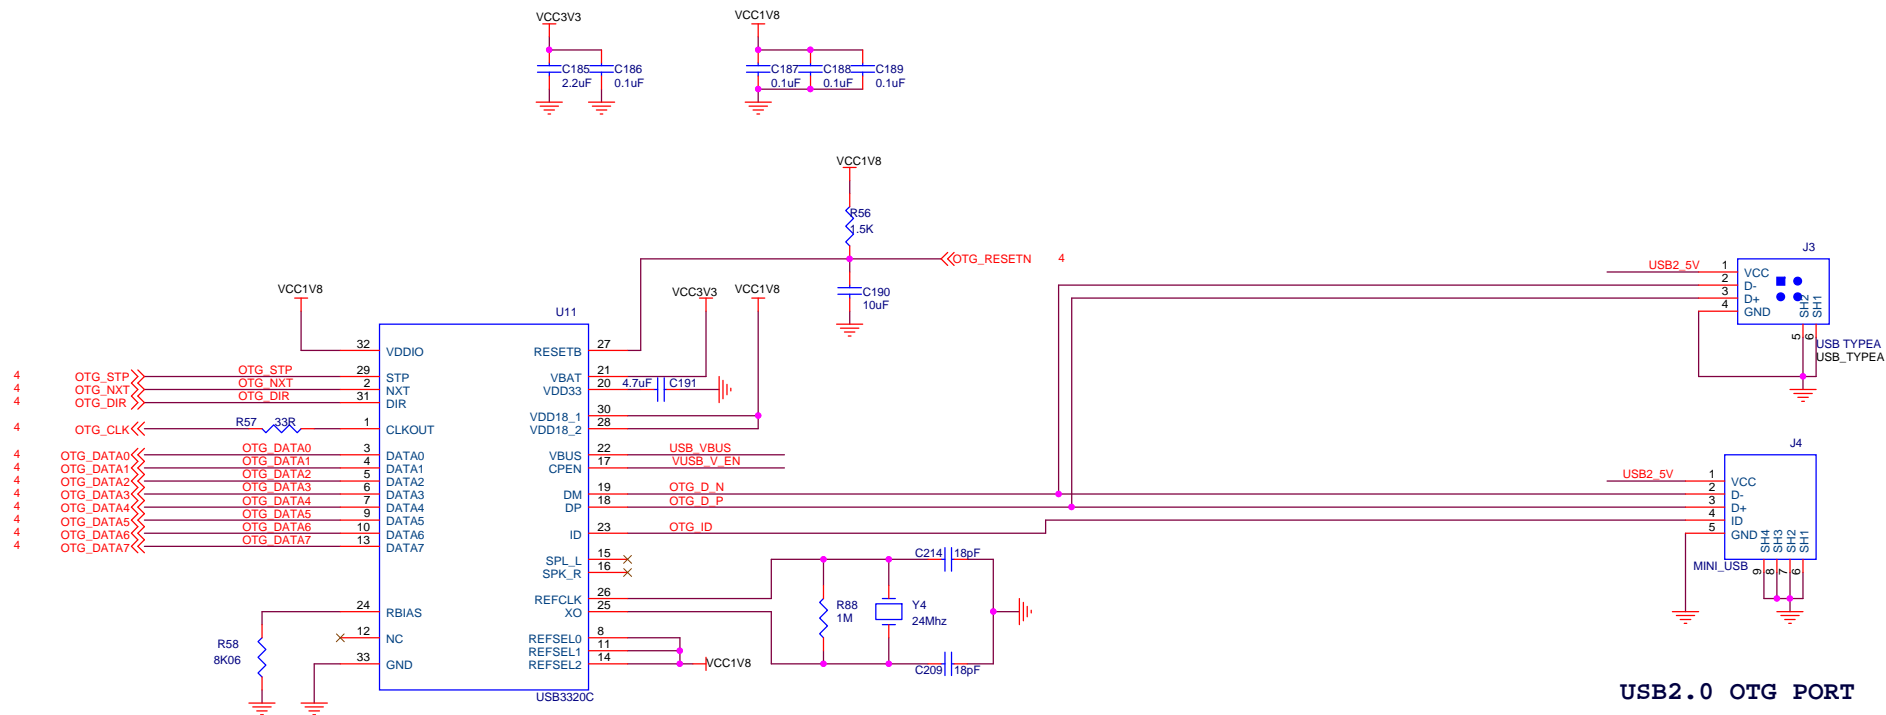 VCC3V3
VCC1V8
C185
2.2uF
C186
0.1uF
C187
0.1uF
C188
0.1uF
C189
0.1uF
VCC1V8
R56
1.5K
OTG_RESETN 4
C190
10uF
VCC1V8
VCC3V3
VCC1V8
U11
32 VDDIO
4 OTG_STP OTG_STP 29 STP
4 OTG_NXT OTG_NXT 2 NXT
4 OTG_DIR OTG_DIR 31 DIR
4 OTG_CLK R57 33R 1 CLKOUT
4 OTG_DATA0 OTG_DATA0 3 DATA0
4 OTG_DATA1 OTG_DATA1 4 DATA1
4 OTG_DATA2 OTG_DATA2 5 DATA2
4 OTG_DATA3 OTG_DATA3 6 DATA3
4 OTG_DATA4 OTG_DATA4 7 DATA4
4 OTG_DATA5 OTG_DATA5 9 DATA5
4 OTG_DATA6 OTG_DATA6 10 DATA6
4 OTG_DATA7 OTG_DATA7 13 DATA7
24 RBIAS
12 NC
33 GND
R58
8K06
RESETB 27
VBAT 21
VDD33 20 4.7uF C191
VDD18_1 30
VDD18_2 28
VBUS 22 USB_VBUS
CPEN 17 VUSB_V_EN
DM 19 OTG_D_N
DP 18 OTG_D_P
ID 23 OTG_ID
SPL_L 15
SPK_R 16
REFCLK 26
XO 25
REFSEL0 8
REFSEL1 11
REFSEL2 14 VCC1V8
USB3320C
C214 18pF
R88
1M
Y4
24Mhz
C209 18pF
J3
USB2_5V 1 VCC
2 D-
3 D+
4 GND
SH2
SH1
5
6
USB TYPEA
USB_TYPEA
J4
USB2_5V 1 VCC
2 D-
3 D+
4 ID
5 GND
SH4
SH3
SH2
SH1
MINI_USB
9
8
7
6
USB2.0 OTG PORT